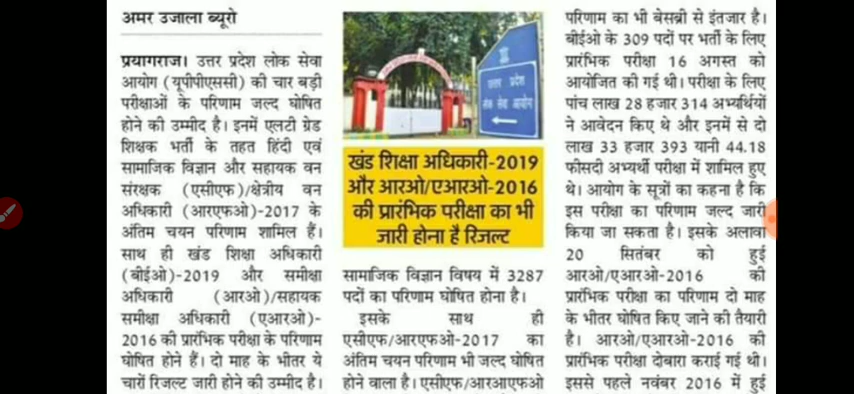 अमर उजाला ब्यूरो
प्रयागराज। उत्तर प्रदेश लोक सेवा
आयोग (यूपीपीएससी) की चार बड़ी
परीक्षाओं के परिणाम जल्द घोषित
होने की उम्मीद है। इनमें एलटी ग्रेड
शिक्षक भर्ती के तहत हिंदी एवं
सामाजिक विज्ञान और सहायक वन
संरक्षक (एसीएफ)/क्षेत्रीय वन
अधिकारी (आरएफओ)-2017 के
अंतिम चयन परिणाम शामिल हैं।
साथ ही खंड शिक्षा अधिकारी
(बीईओ)-2019 और समीक्षा
अधिकारी (आरओ)/सहायक
समीक्षा अधिकारी (एआरओ)-
2016 की प्रारंभिक परीक्षा के परिणाम
घोषित होने हैं। दो माह के भीतर ये
चारों रिजल्ट जारी होने की उम्मीद है।
उत्तर प्रदेश
लोक सेवा आयोग
खंड शिक्षा अधिकारी-2019
और आरओ/एआरओ-2016
की प्रारंभिक परीक्षा का भी
जारी होना है रिजल्ट
सामाजिक विज्ञान विषय में 3287
पदों का परिणाम घोषित होना है।
इसके साथ ही
एसीएफ/आरएफओ-2017 का
अंतिम चयन परिणाम भी जल्द घोषित
होने वाला है। एसीएफ/आरआएफओ
परिणाम का भी बेसब्री से इंतजार है।
बीईओ के 309 पदों पर भर्ती के लिए
प्रारंभिक परीक्षा 16 अगस्त को
आयोजित की गई थी। परीक्षा के लिए
पांच लाख 28 हजार 314 अभ्यर्थियों
ने आवेदन किए थे और इनमें से दो
लाख 33 हजार 393 यानी 44.18
फीसदी अभ्यर्थी परीक्षा में शामिल हुए
थे। आयोग के सूत्रों का कहना है कि
इस परीक्षा का परिणाम जल्द जारी
किया जा सकता है। इसके अलावा
20 सितंबर को हुई
आरओ/एआरओ-2016 की
प्रारंभिक परीक्षा का परिणाम दो माह
के भीतर घोषित किए जाने की तैयारी
है। आरओ/एआरओ-2016 की
प्रारंभिक परीक्षा दोबारा कराई गई थी।
इससे पहले नवंबर 2016 में हुई